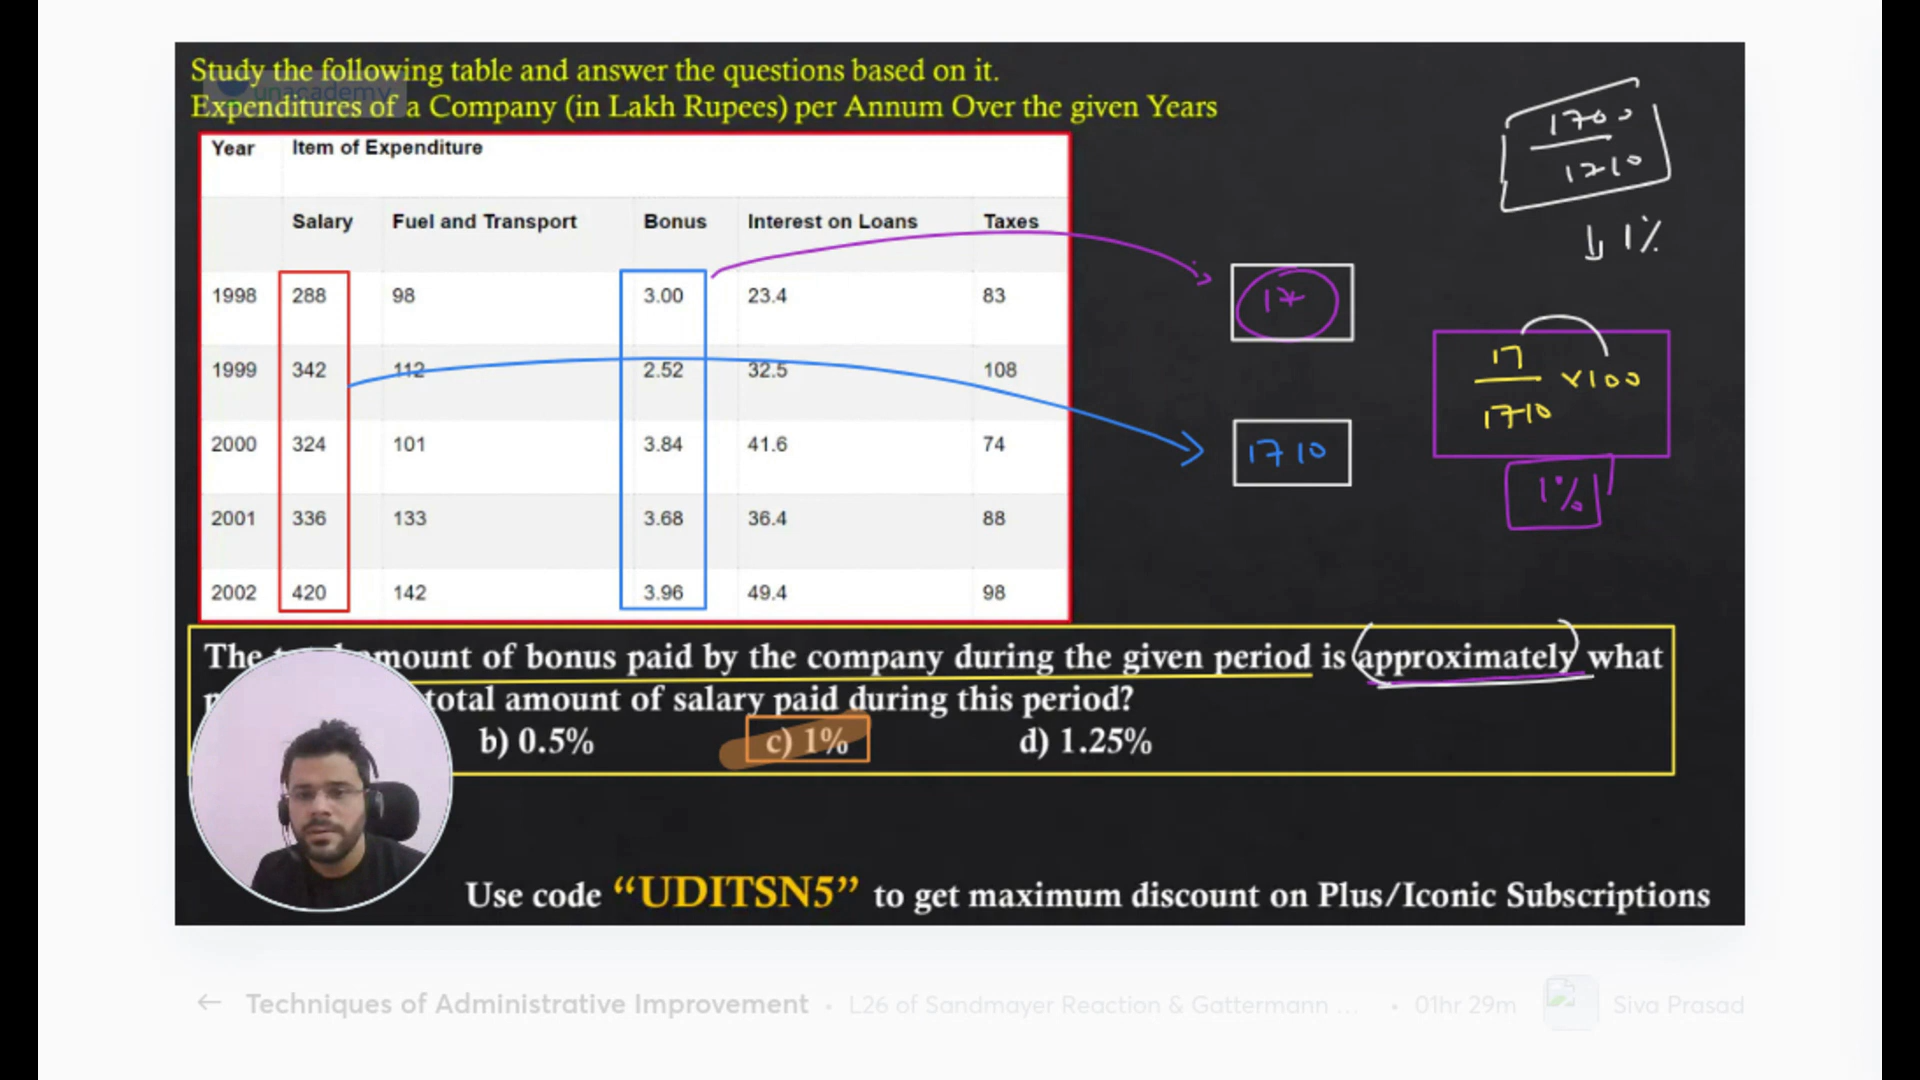 Study the following table and answer the questions based on it.
unacademy
Expenditures of a Company (in Lakh Rupees) per Annum Over the given Years
Year Item of Expenditure
Salary Fuel and Transport Bonus Interest on Loans Taxes
1998 288 98 3.00 23.4 83
1999 342 112 2.52 32.5 108
2000 324 101 3.84 41.6 74
2001 336 133 3.68 36.4 88
2002 420 142 3.96 49.4 98
1700
1710
↓ 1%
17
17
1710
×100
1710
1%
The amount of bonus paid by the company during the given period is approximately what
total amount of salary paid during this period?
b) 0.5% c) 1% d) 1.25%
Use code “UDITSN5” to get maximum discount on Plus/Iconic Subscriptions
← Techniques of Administrative Improvement • L26 of Sandmayer Reaction & Gattermann ... • 01hr 29m Siva Prasad